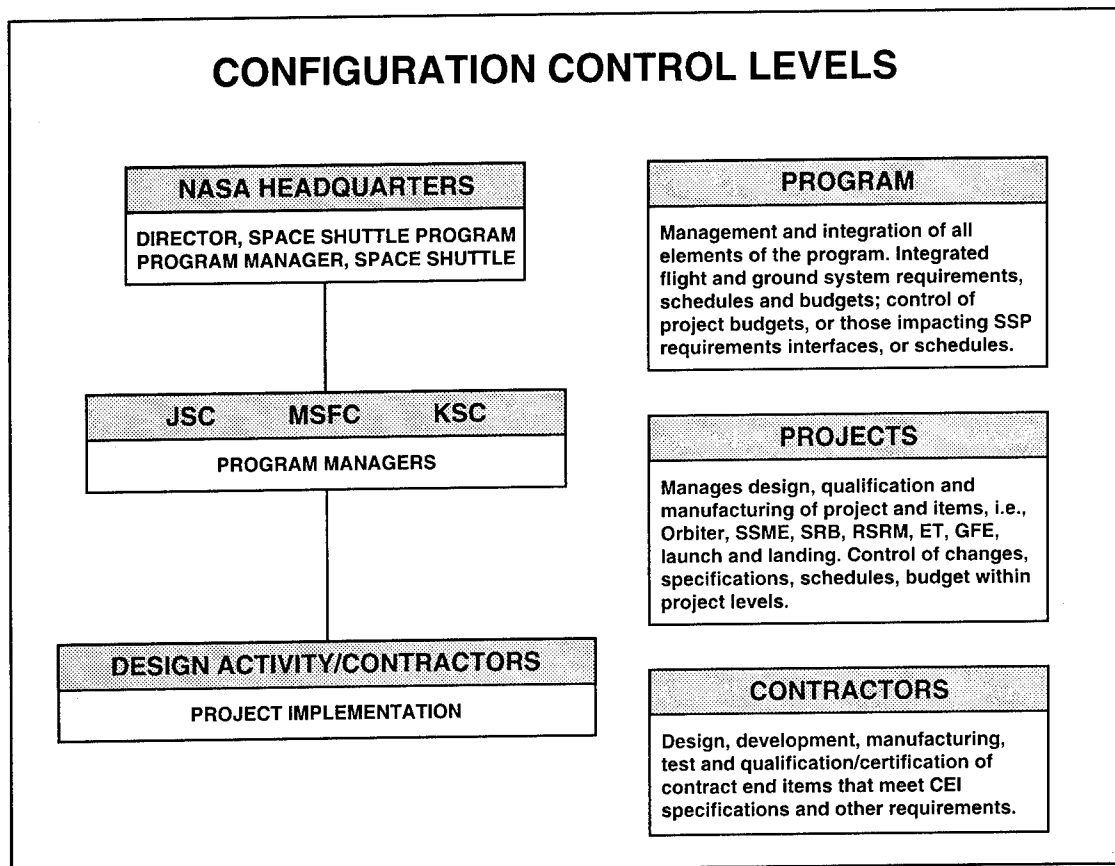 CONFIGURATION CONTROL LEVELS
NASA HEADQUARTERS
DIRECTOR, SPACE SHUTTLE PROGRAM
PROGRAM MANAGER, SPACE SHUTTLE
JSC MSFC KSC
PROGRAM MANAGERS
DESIGN ACTIVITY/CONTRACTORS
PROJECT IMPLEMENTATION
PROGRAM
Management and integration of all
elements of the program. Integrated
flight and ground system requirements,
schedules and budgets; control of
project budgets, or those impacting SSP
requirements interfaces, or schedules.
PROJECTS
Manages design, qualification and
manufacturing of project and items, i.e.,
Orbiter, SSME, SRB, RSRM, ET, GFE,
launch and landing. Control of changes,
specifications, schedules, budget within
project levels.
CONTRACTORS
Design, development, manufacturing,
test and qualification/certification of
contract end items that meet CEI
specifications and other requirements.